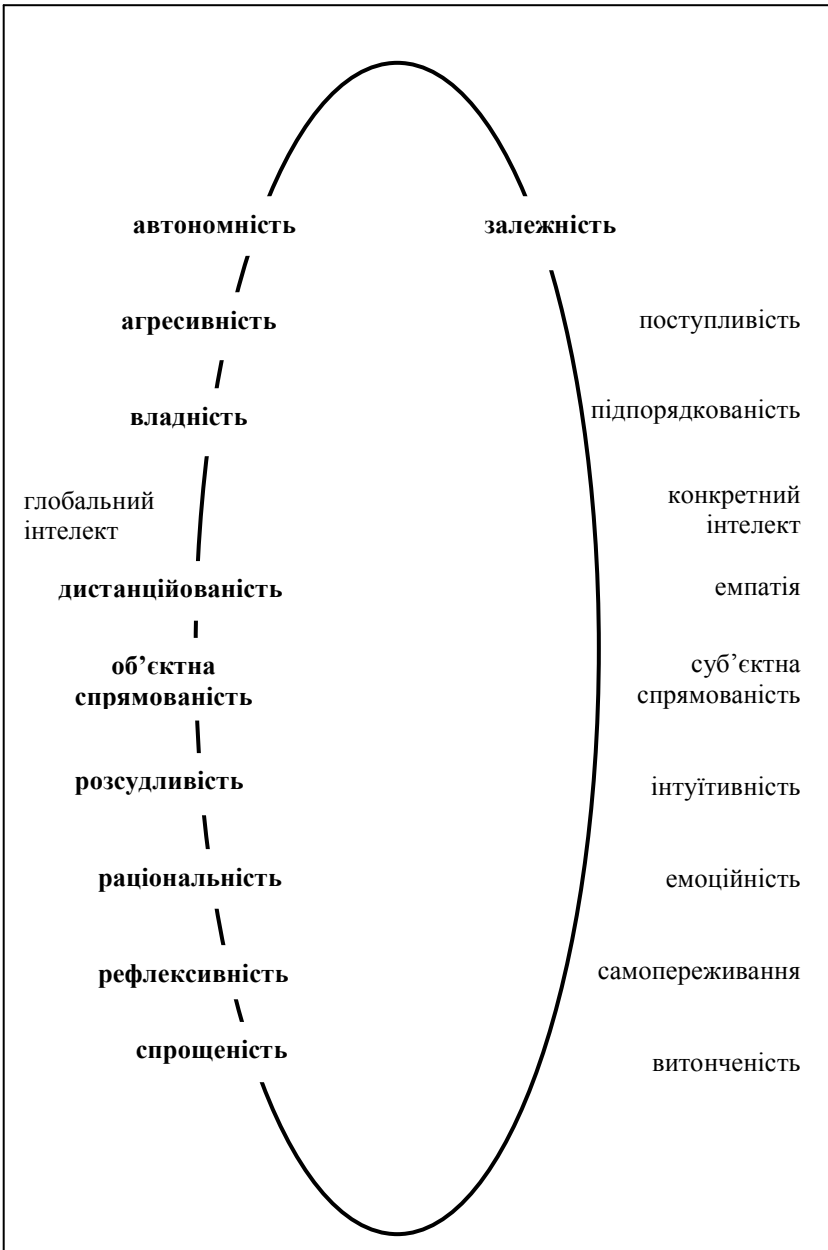 автономність залежність
агресивність поступливість
владність підпорядкованість
глобальний конкретний
інтелект інтелект
дистанційованість емпатія
об’єктна суб’єктна
спрямованість спрямованість
розсудливість інтуїтивність
раціональність емоційність
рефлексивність самопереживання
спрощеність витонченість